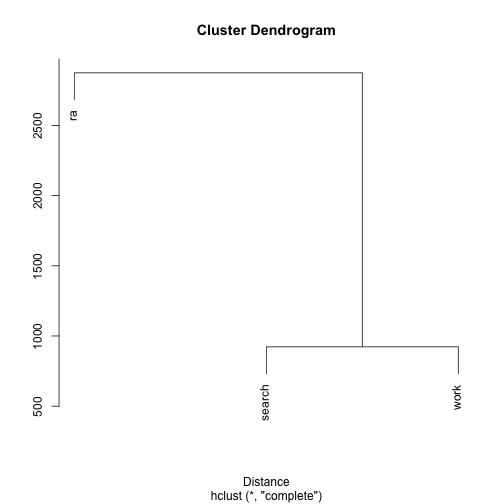 Cluster Dendrogram
2500
2000
1500
1000
500
ra
search
work
Distance
hclust (*, "complete")